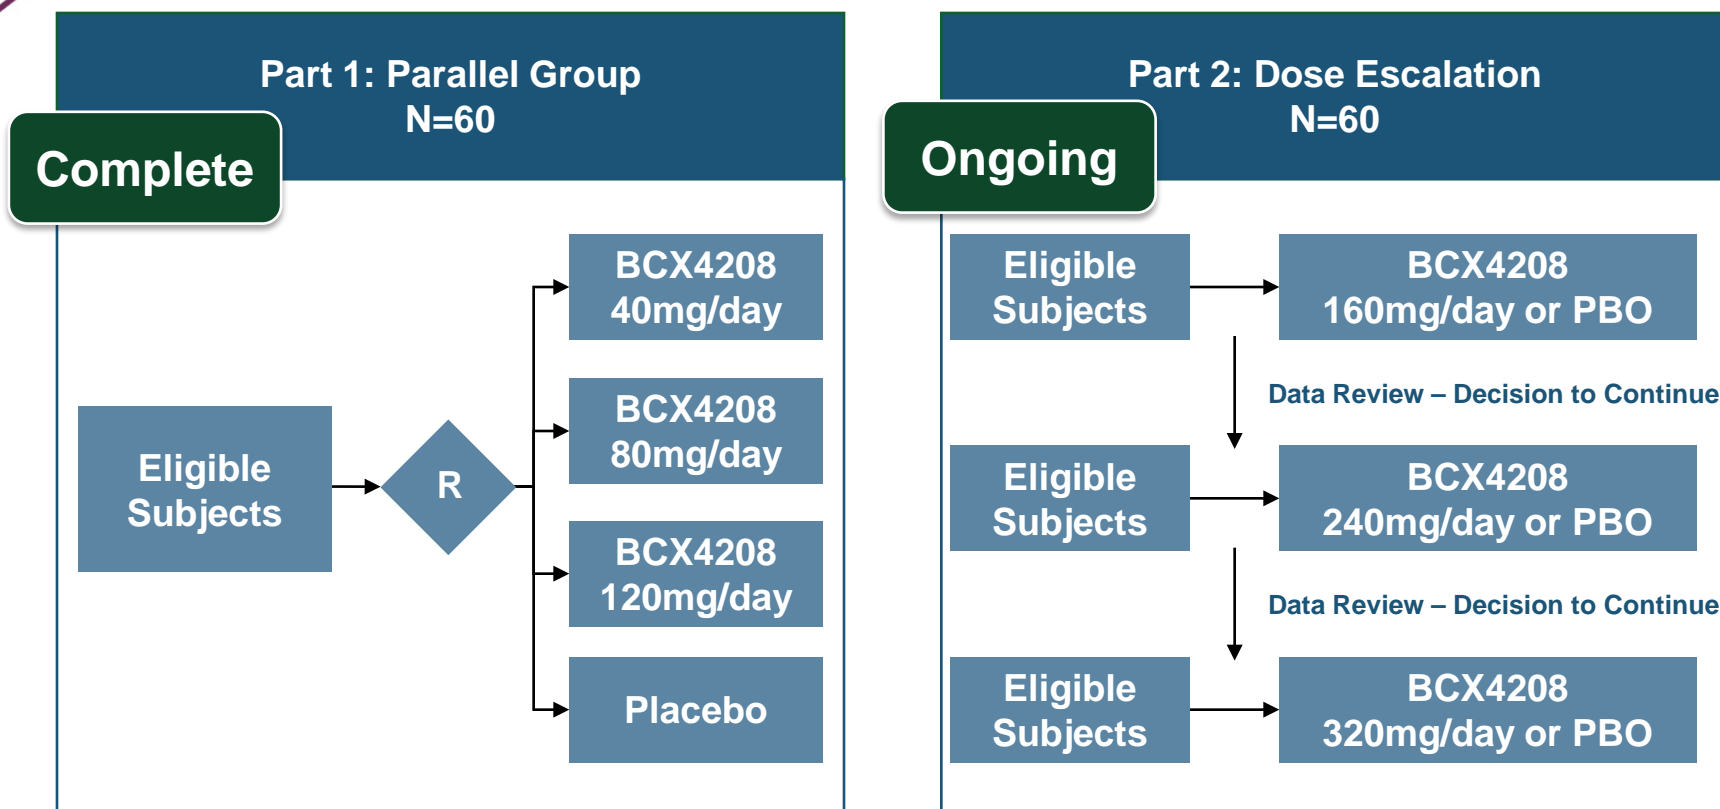 Part 1: Parallel Group
N=60
Complete
Eligible
Subjects
R
BCX4208
40mg/day
BCX4208
80mg/day
BCX4208
120mg/day
Placebo
Part 2: Dose Escalation
N=60
Ongoing
Eligible
Subjects
BCX4208
160mg/day or PBO
Data Review – Decision to Continue
Eligible
Subjects
BCX4208
240mg/day or PBO
Data Review – Decision to Continue
Eligible
Subjects
BCX4208
320mg/day or PBO